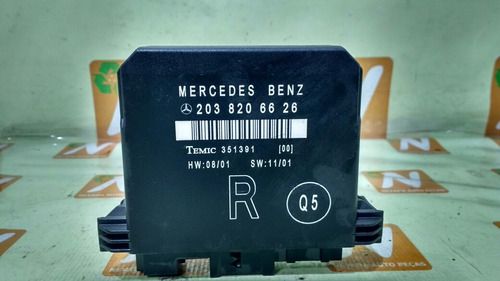 MERCEDES BENZ
203 820 66 26
TEMIC 351391 [00]
HW:08/01 SW:11/01
R
Q5